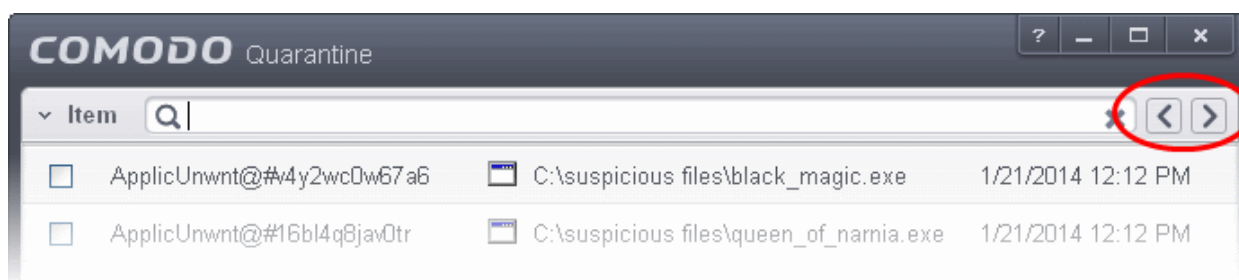 COMODO Quarantine
Item
ApplicUnwnt@#v4y2wc0w67a6 C:\suspicious files\black_magic.exe 1/21/2014 12:12 PM
ApplicUnwnt@#16bl4q8jav0tr C:\suspicious files\queen_of_narnia.exe 1/21/2014 12:12 PM